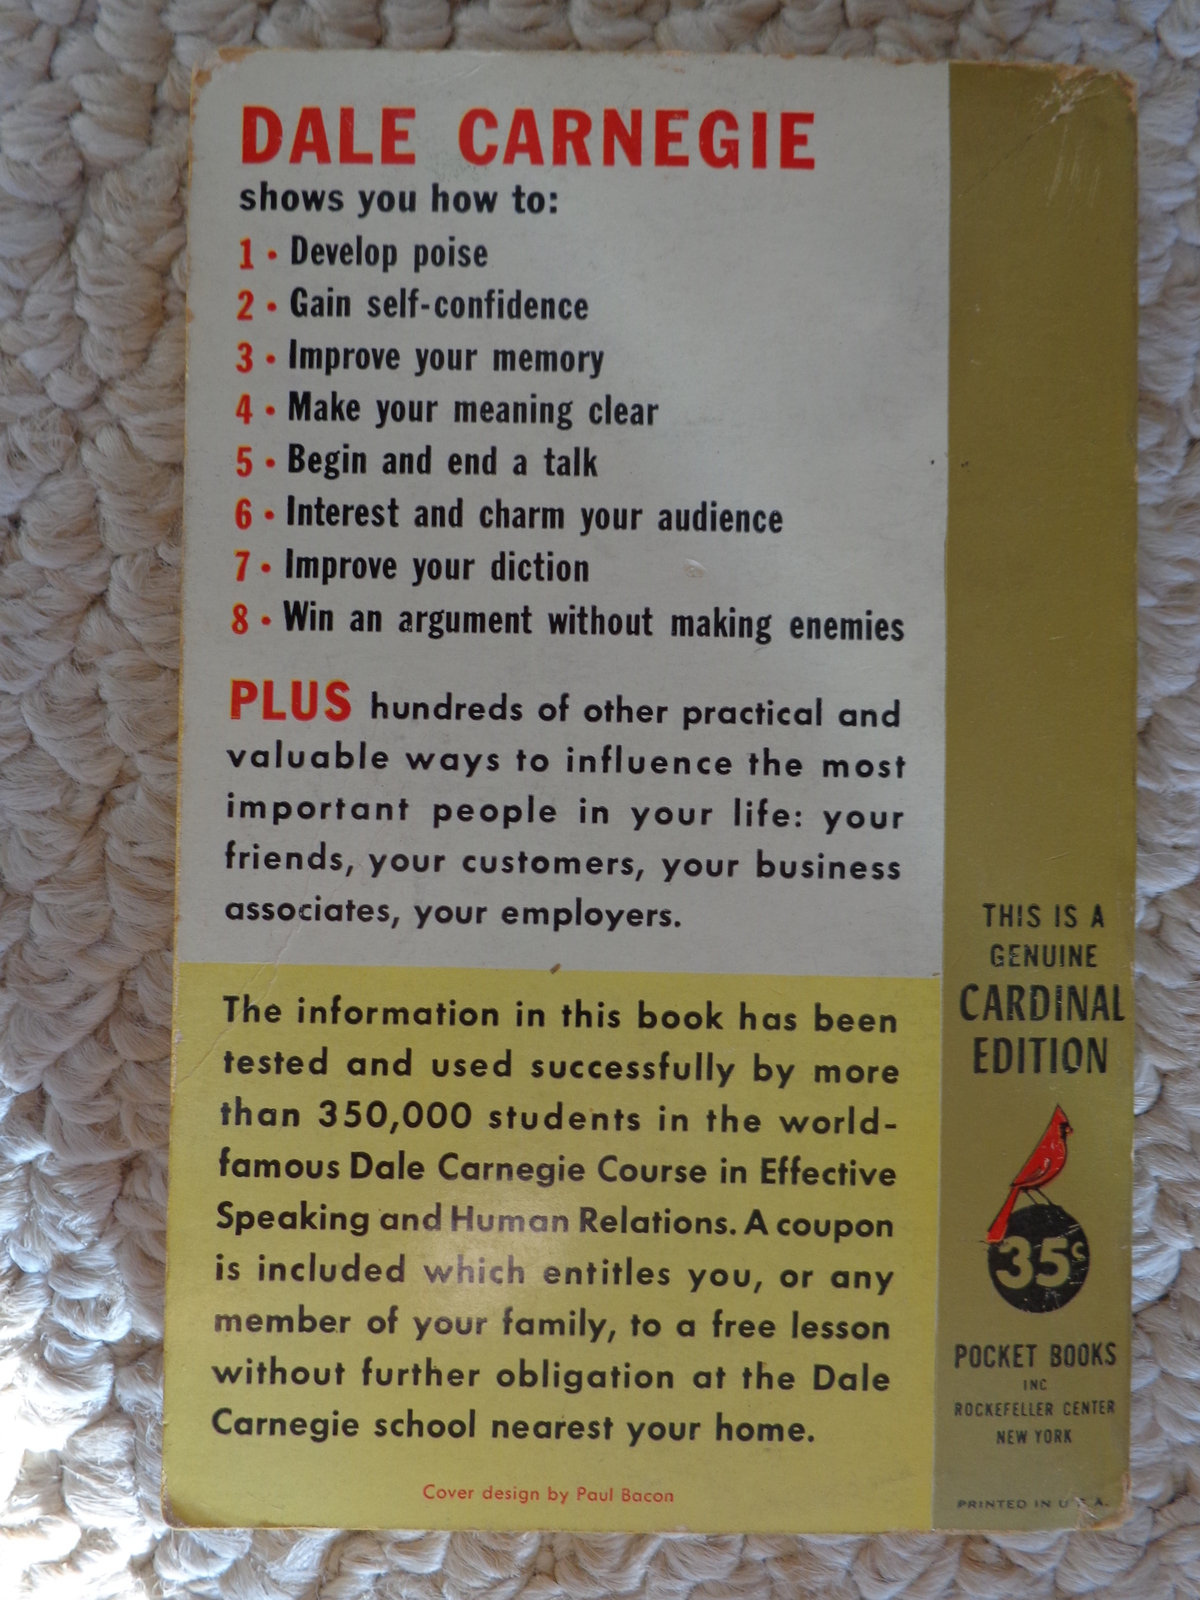 DALE CARNEGIE
shows you how to:
1 • Develop poise
2 • Gain self-confidence
3 • Improve your memory
4 • Make your meaning clear
5 • Begin and end a talk
6 • Interest and charm your audience
7 • Improve your diction
8 • Win an argument without making enemies
PLUS hundreds of other practical and
valuable ways to influence the most
important people in your life: your
friends, your customers, your business
associates, your employers.
The information in this book has been
tested and used successfully by more
than 350,000 students in the world-
famous Dale Carnegie Course in Effective
Speaking and Human Relations. A coupon
is included which entitles you, or any
member of your family, to a free lesson
without further obligation at the Dale
Carnegie school nearest your home.
Cover design by Paul Bacon
THIS IS A
GENUINE
CARDINAL
EDITION
35¢
POCKET BOOKS
INC
ROCKEFELLER CENTER
NEW YORK
PRINTED IN U.S.A.